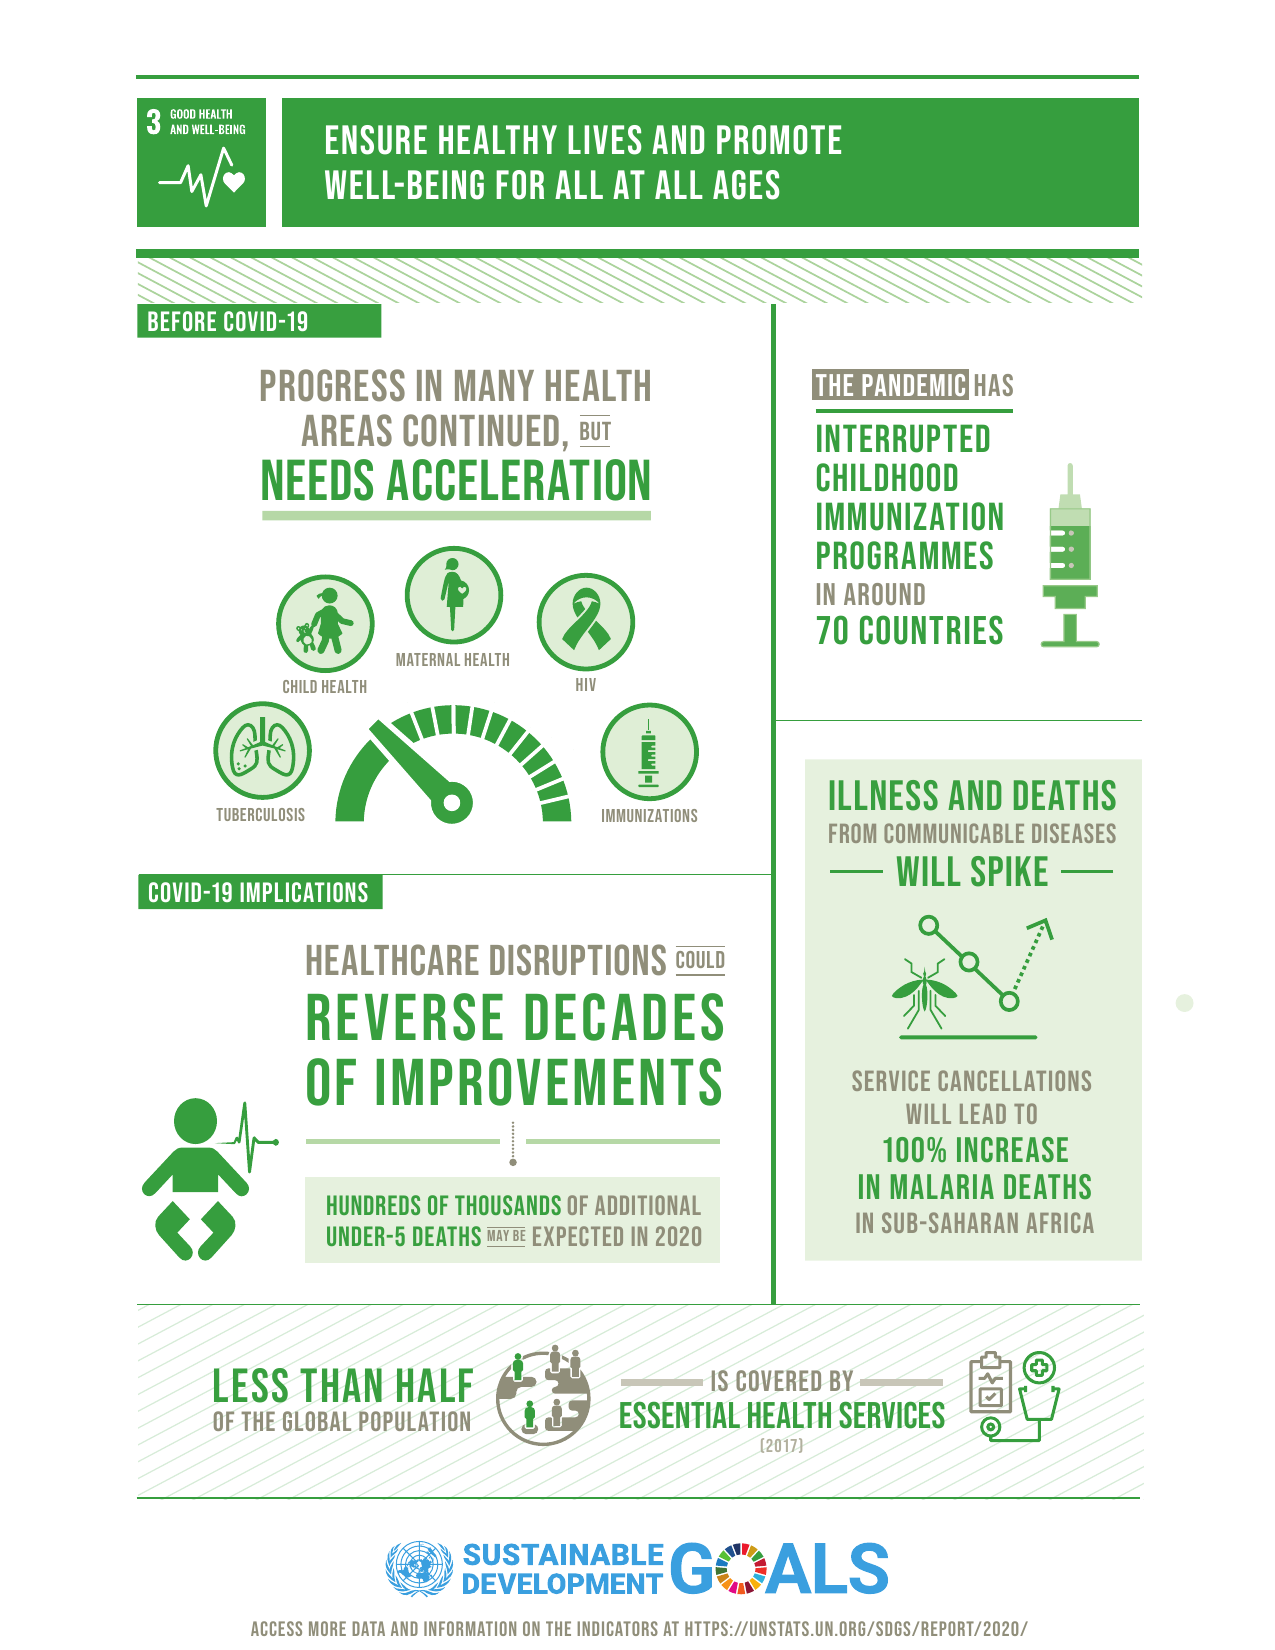 3 GOOD HEALTH
AND WELL-BEING
ENSURE HEALTHY LIVES AND PROMOTE
WELL-BEING FOR ALL AT ALL AGES
BEFORE COVID-19
PROGRESS IN MANY HEALTH
AREAS CONTINUED, BUT
NEEDS ACCELERATION
MATERNAL HEALTH
CHILD HEALTH
HIV
TUBERCULOSIS
IMMUNIZATIONS
THE PANDEMIC HAS
INTERRUPTED
CHILDHOOD
IMMUNIZATION
PROGRAMMES
IN AROUND
70 COUNTRIES
COVID-19 IMPLICATIONS
HEALTHCARE DISRUPTIONS COULD
REVERSE DECADES
OF IMPROVEMENTS
HUNDREDS OF THOUSANDS OF ADDITIONAL
UNDER-5 DEATHS MAY BE EXPECTED IN 2020
ILLNESS AND DEATHS
FROM COMMUNICABLE DISEASES
WILL SPIKE
SERVICE CANCELLATIONS
WILL LEAD TO
100% INCREASE
IN MALARIA DEATHS
IN SUB-SAHARAN AFRICA
LESS THAN HALF
OF THE GLOBAL POPULATION
IS COVERED BY
ESSENTIAL HEALTH SERVICES
(2017)
SUSTAINABLE
DEVELOPMENT GOALS
ACCESS MORE DATA AND INFORMATION ON THE INDICATORS AT HTTPS://UNSTATS.UN.ORG/SDGS/REPORT/2020/